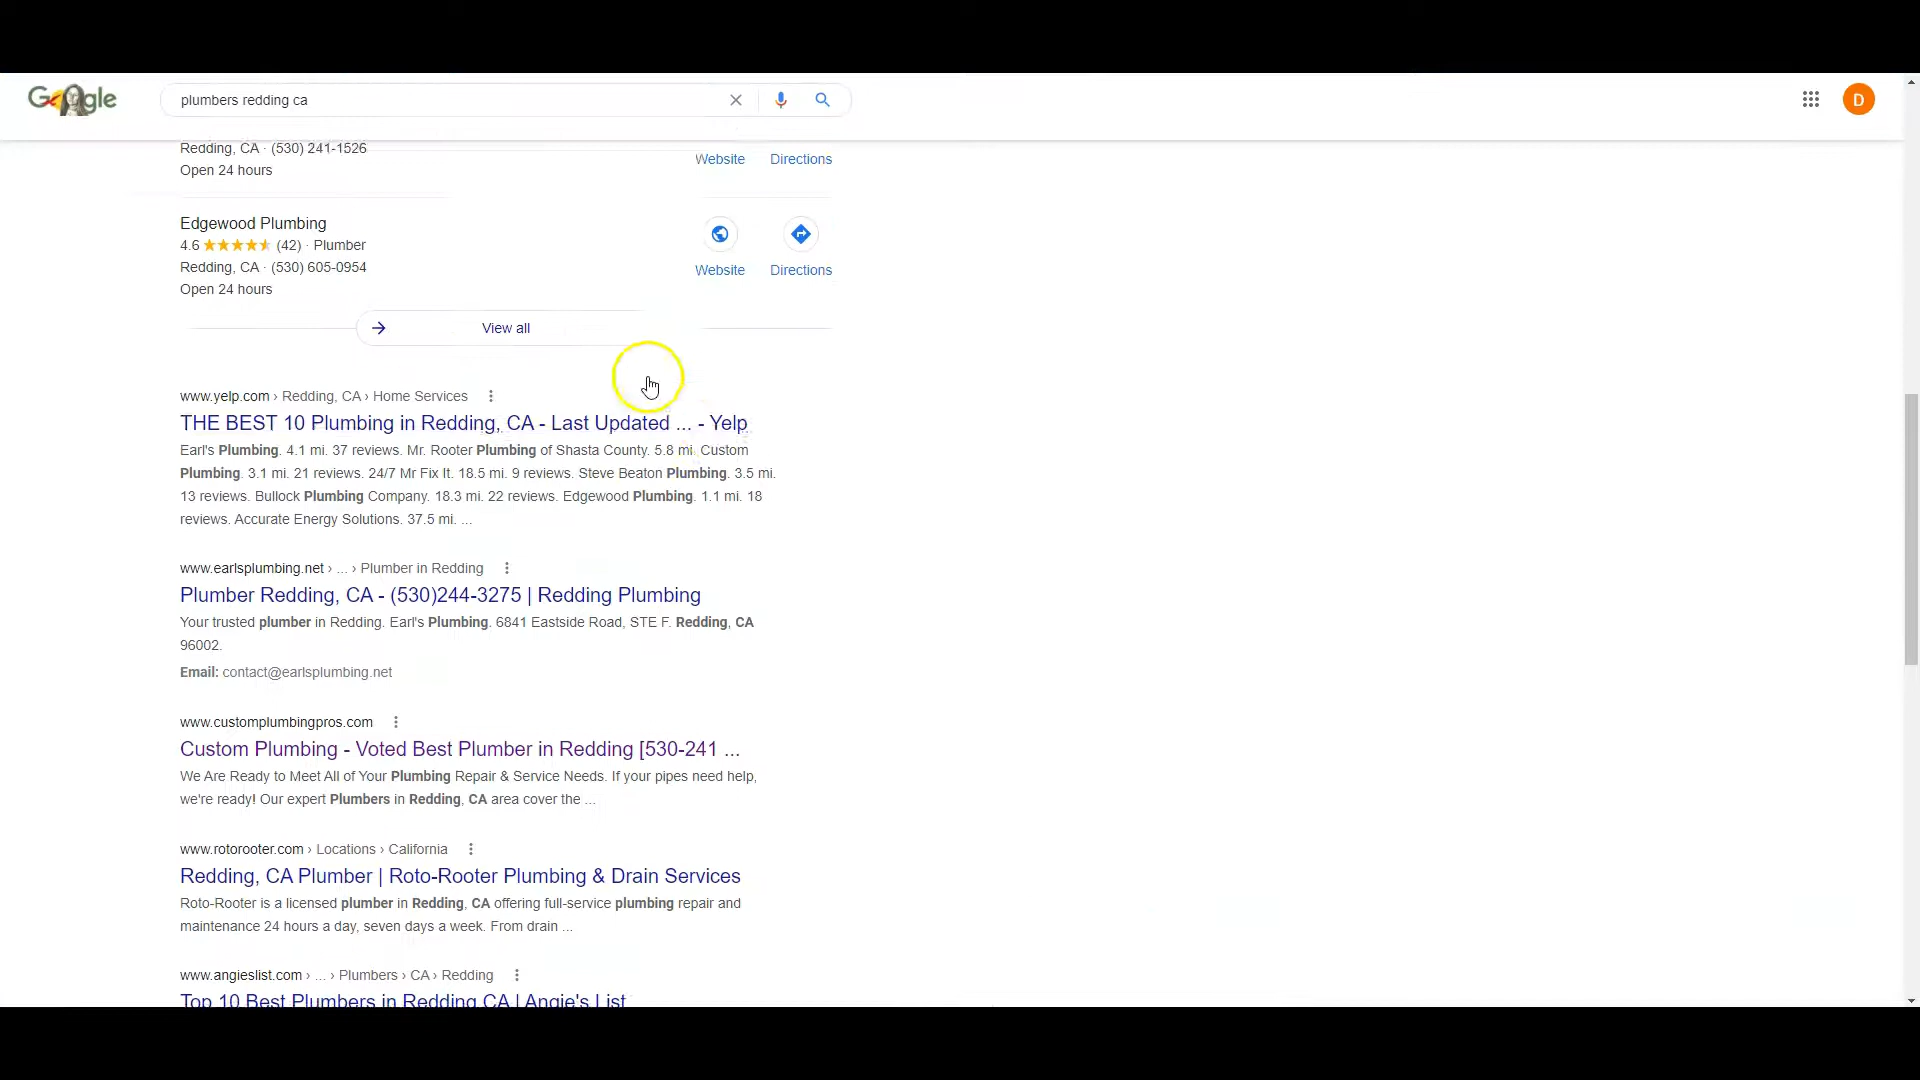 Google
plumbers redding ca
D
Redding, CA · (530) 241-1526
Open 24 hours
Website
Directions
Edgewood Plumbing
4.6 (42) · Plumber
Redding, CA · (530) 605-0954
Open 24 hours
Website
Directions
View all
www.yelp.com › Redding, CA › Home Services
THE BEST 10 Plumbing in Redding, CA - Last Updated ... - Yelp
Earl's Plumbing. 4.1 mi. 37 reviews. Mr. Rooter Plumbing of Shasta County. 5.8 mi. Custom
Plumbing. 3.1 mi. 21 reviews. 24/7 Mr Fix It. 18.5 mi. 9 reviews. Steve Beaton Plumbing. 3.5 mi.
13 reviews. Bullock Plumbing Company. 18.3 mi. 22 reviews. Edgewood Plumbing. 1.1 mi. 18
reviews. Accurate Energy Solutions. 37.5 mi. ...
www.earlsplumbing.net › ... › Plumber in Redding
Plumber Redding, CA - (530)244-3275 | Redding Plumbing
Your trusted plumber in Redding. Earl's Plumbing. 6841 Eastside Road, STE F. Redding, CA
96002.
Email: contact@earlsplumbing.net
www.customplumbingpros.com
Custom Plumbing - Voted Best Plumber in Redding [530-241 ...
We Are Ready to Meet All of Your Plumbing Repair & Service Needs. If your pipes need help,
we're ready! Our expert Plumbers in Redding, CA area cover the ...
www.rotorooter.com › Locations › California
Redding, CA Plumber | Roto-Rooter Plumbing & Drain Services
Roto-Rooter is a licensed plumber in Redding, CA offering full-service plumbing repair and
maintenance 24 hours a day, seven days a week. From drain ...
www.angieslist.com › ... › Plumbers › CA › Redding
Top 10 Best Plumbers in Redding CA | Angie's List